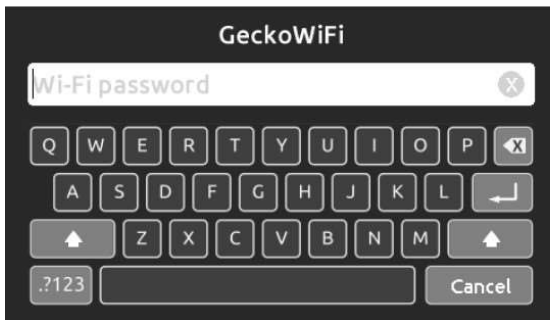 GeckoWiFi
Wi-Fi password
X
Q W E R T Y U I O P X
A S D F G H J K L
Z X C V B N M
.?123 Cancel